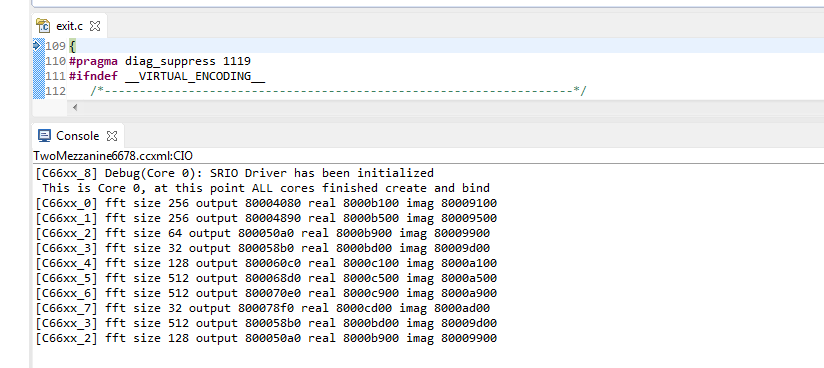 exit.c
109 {
110 #pragma diag_suppress 1119
111 #ifndef __VIRTUAL_ENCODING__
112    /*-----------------------------------------------------------------*/
Console
TwoMezzanine6678.ccxml:CIO
[C66xx_8] Debug(Core 0): SRIO Driver has been initialized
 This is Core 0, at this point ALL cores finished create and bind
[C66xx_0] fft size 256 output 80004080 real 8000b100 imag 80009100
[C66xx_1] fft size 256 output 80004890 real 8000b500 imag 80009500
[C66xx_2] fft size 64 output 800050a0 real 8000b900 imag 80009900
[C66xx_3] fft size 32 output 800058b0 real 8000bd00 imag 80009d00
[C66xx_4] fft size 128 output 800060c0 real 8000c100 imag 8000a100
[C66xx_5] fft size 512 output 800068d0 real 8000c500 imag 8000a500
[C66xx_6] fft size 512 output 800070e0 real 8000c900 imag 8000a900
[C66xx_7] fft size 32 output 800078f0 real 8000cd00 imag 8000ad00
[C66xx_3] fft size 512 output 800058b0 real 8000bd00 imag 80009d00
[C66xx_2] fft size 128 output 800050a0 real 8000b900 imag 80009900